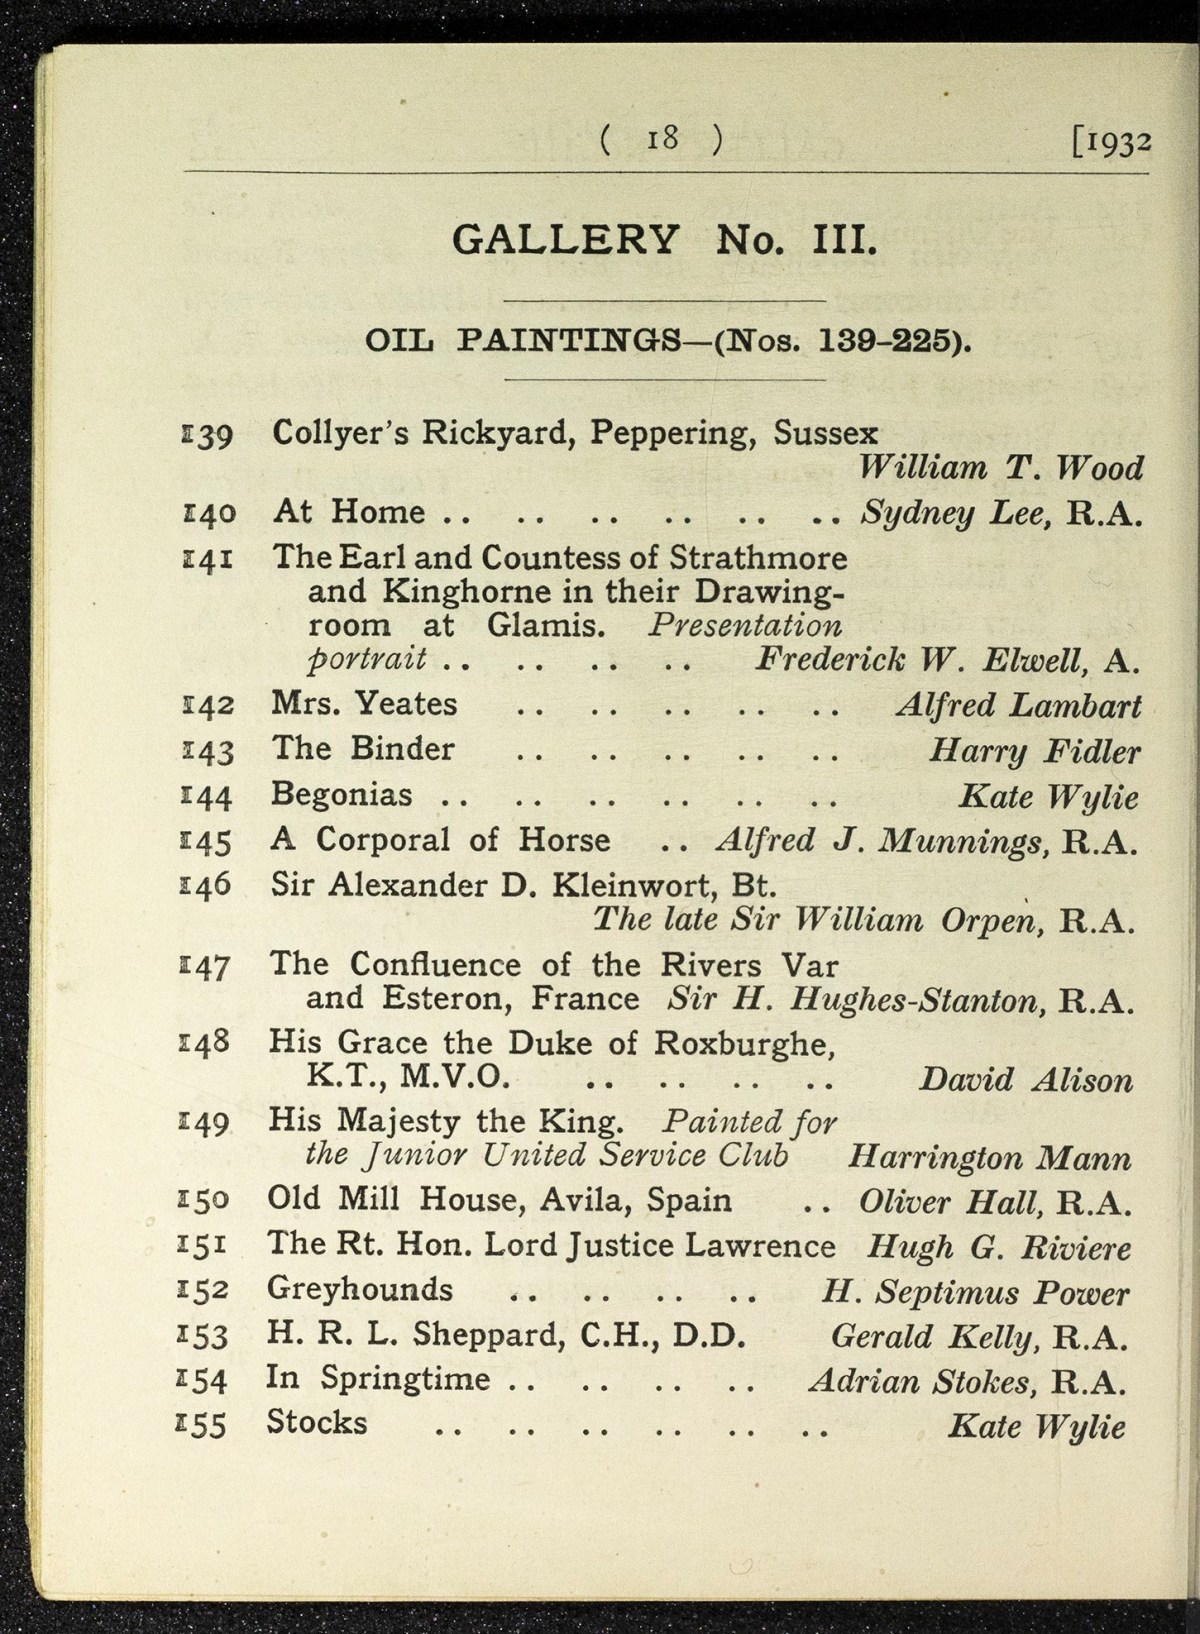 ( 18 ) [1932
GALLERY No. III.
OIL PAINTINGS—(Nos. 139–225).
139 Collyer's Rickyard, Peppering, Sussex
William T. Wood
140 At Home .. .. .. .. .. .. Sydney Lee, R.A.
141 The Earl and Countess of Strathmore
and Kinghorne in their Drawing-
room at Glamis. Presentation
portrait .. .. .. .. Frederick W. Elwell, A.
142 Mrs. Yeates .. .. .. .. .. Alfred Lambart
143 The Binder .. .. .. .. .. Harry Fidler
144 Begonias .. .. .. .. .. .. Kate Wylie
145 A Corporal of Horse .. Alfred J. Munnings, R.A.
146 Sir Alexander D. Kleinwort, Bt.
The late Sir William Orpen, R.A.
147 The Confluence of the Rivers Var
and Esteron, France Sir H. Hughes-Stanton, R.A.
148 His Grace the Duke of Roxburghe,
K.T., M.V.O. .. .. .. .. David Alison
149 His Majesty the King. Painted for
the Junior United Service Club Harrington Mann
150 Old Mill House, Avila, Spain .. Oliver Hall, R.A.
151 The Rt. Hon. Lord Justice Lawrence Hugh G. Riviere
152 Greyhounds .. .. .. .. H. Septimus Power
153 H. R. L. Sheppard, C.H., D.D. Gerald Kelly, R.A.
154 In Springtime .. .. .. .. Adrian Stokes, R.A.
155 Stocks .. .. .. .. .. .. Kate Wylie